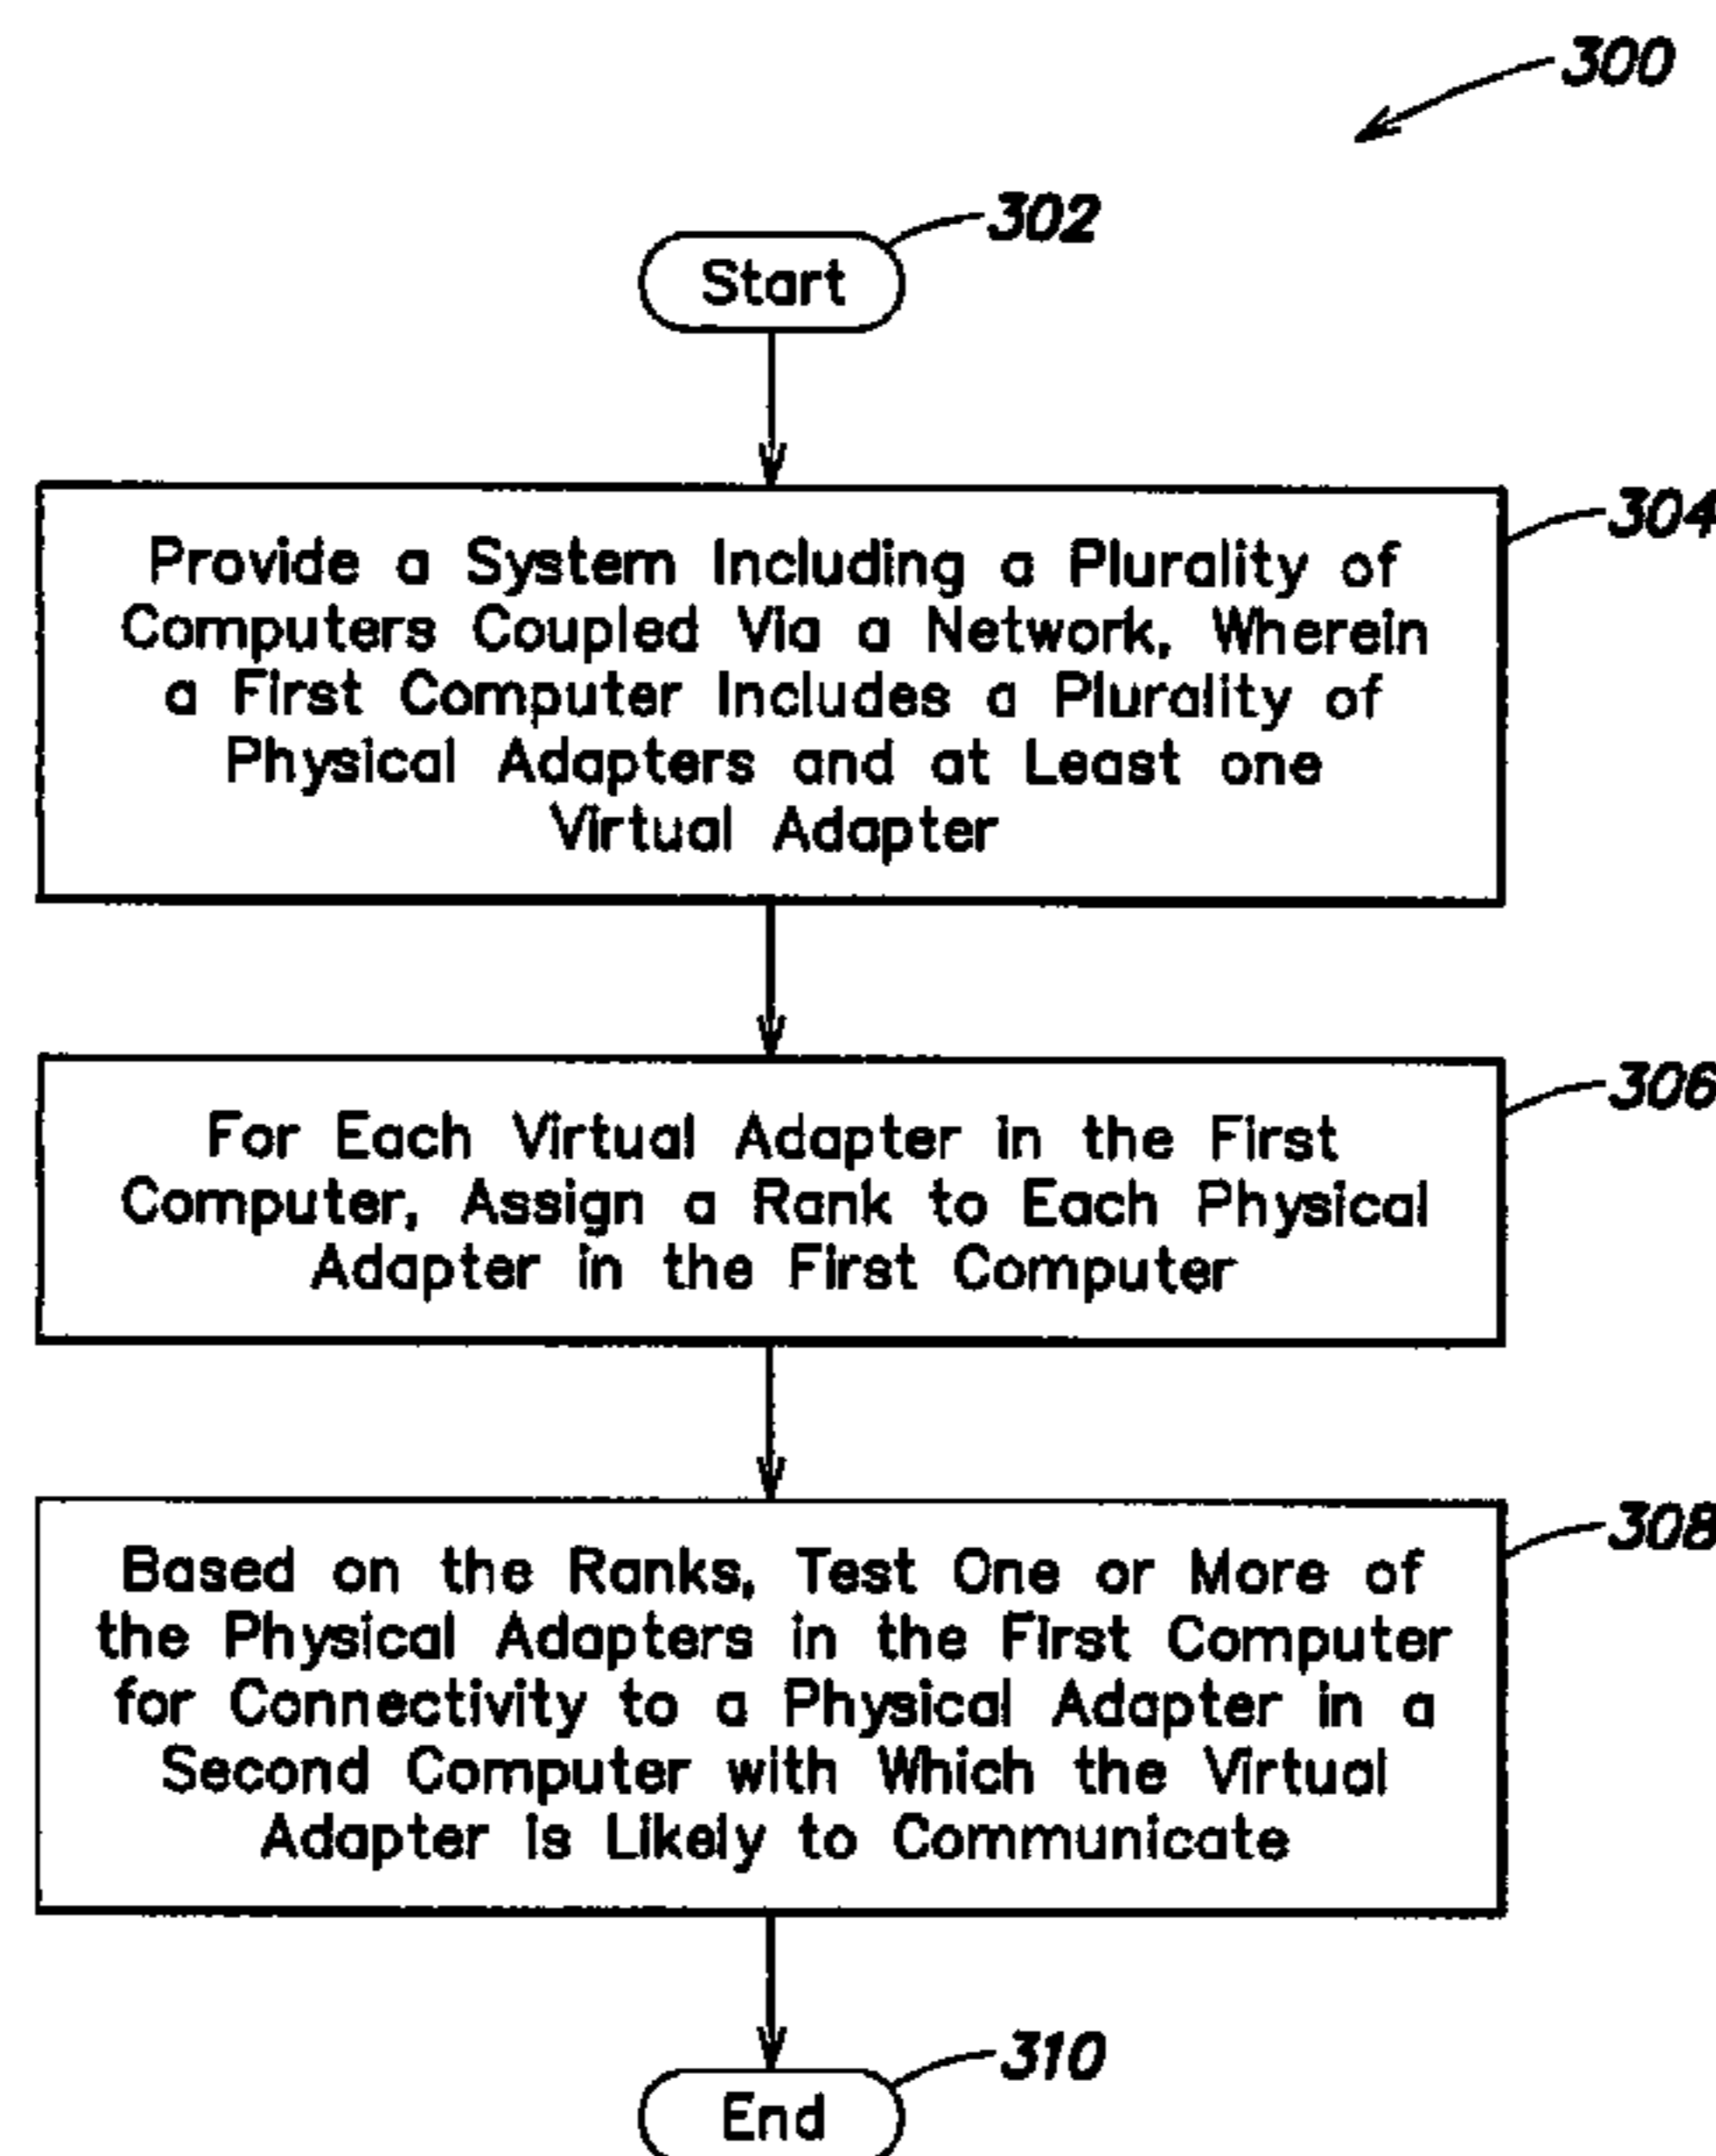 300
302
Start
304
Provide a System Including a Plurality of
Computers Coupled Via a Network, Wherein
a First Computer Includes a Plurality of
Physical Adapters and at Least one
Virtual Adapter
306
For Each Virtual Adapter in the First
Computer, Assign a Rank to Each Physical
Adapter in the First Computer
308
Based on the Ranks, Test One or More of
the Physical Adapters in the First Computer
for Connectivity to a Physical Adapter in a
Second Computer with Which the Virtual
Adapter is Likely to Communicate
310
End